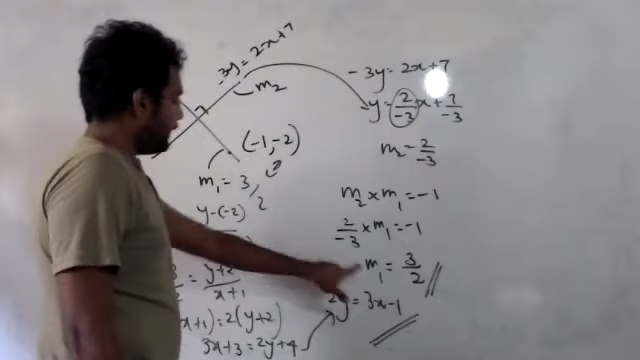 -3y = 2x+7
m₂
(-1,-2)
m₁ = 3,
2
y-(-2)
= y+2 / x+1
x+1) = 2(y+2)
3x+3 = 2y+4
-3y = 2x+7
y = 2/-3 x + 7/-3
m₂ = 2/-3
m₂ × m₁ = -1
2/-3 × m₁ = -1
m₁ = 3/2
2y = 3x-1